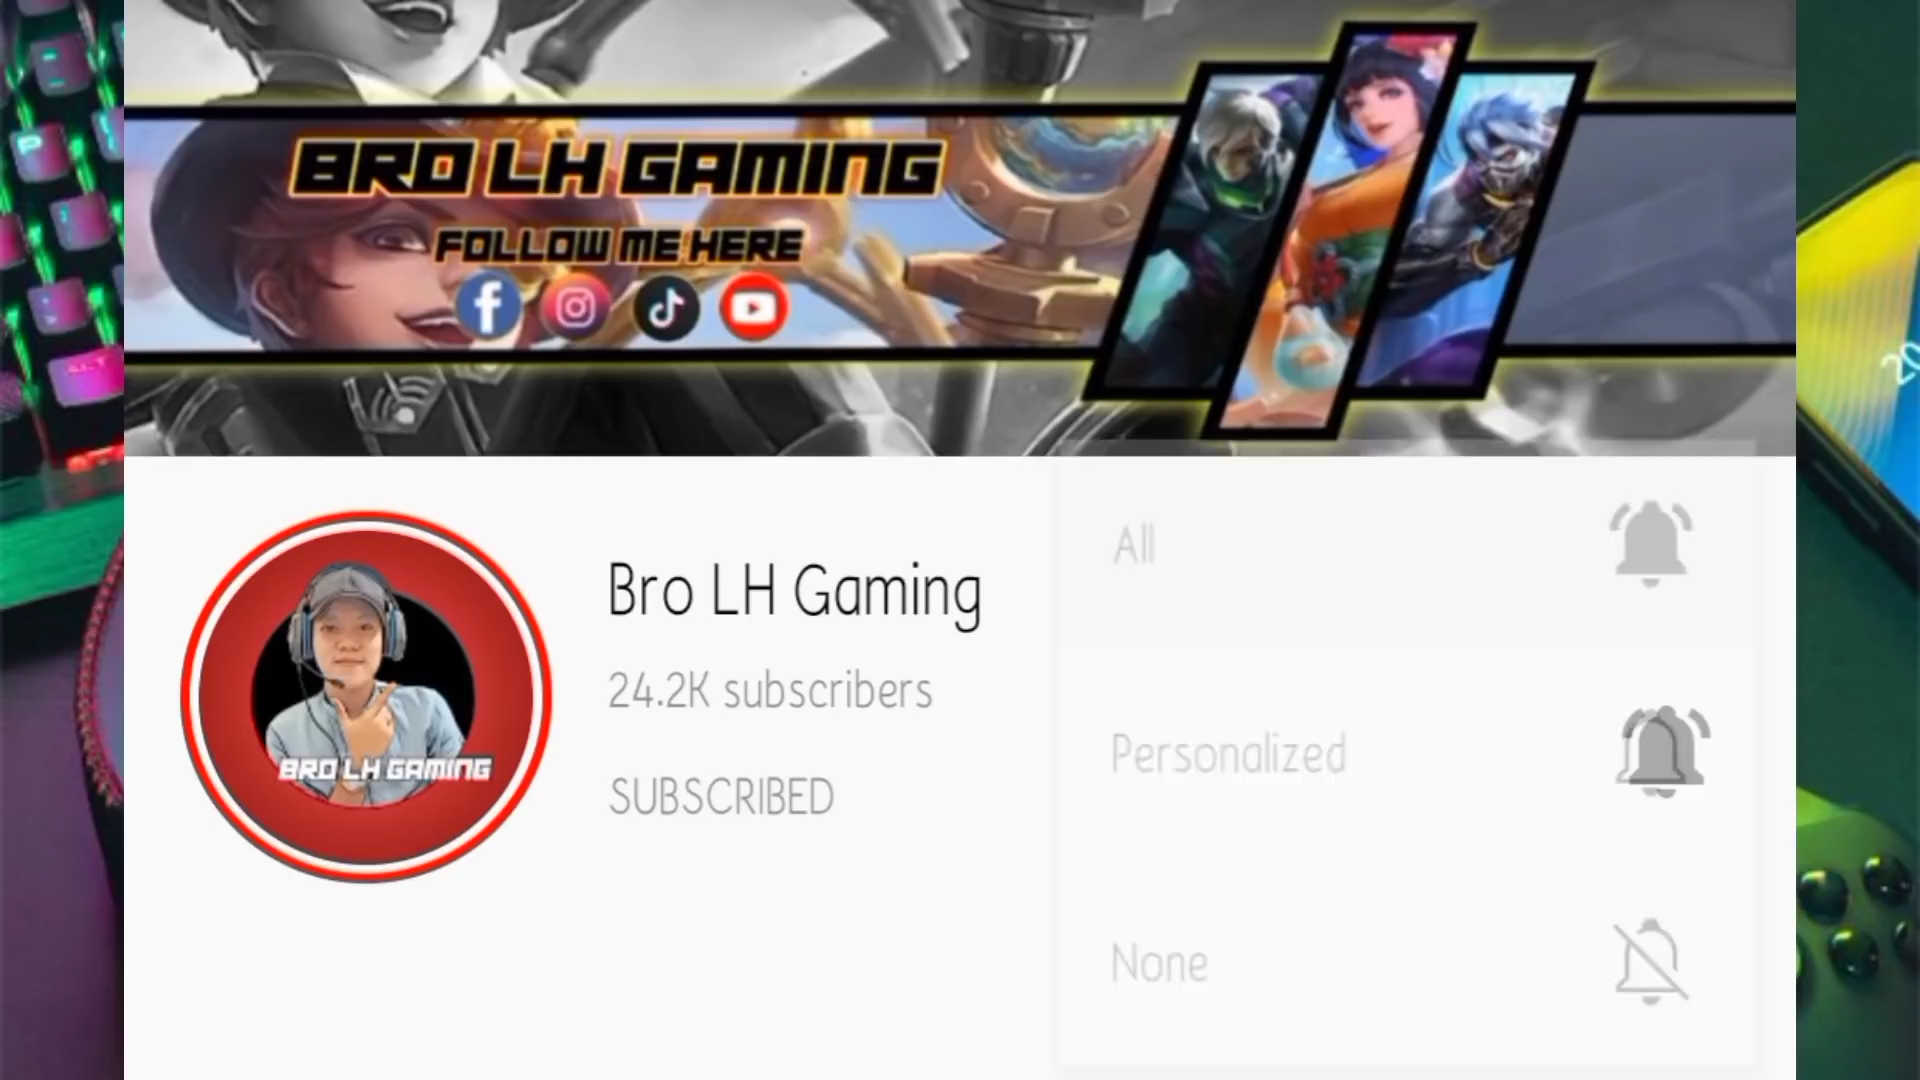 BRO LH GAMING
FOLLOW ME HERE
Bro LH Gaming
24.2K subscribers
SUBSCRIBED
BRO LH GAMING
All
Personalized
None
20